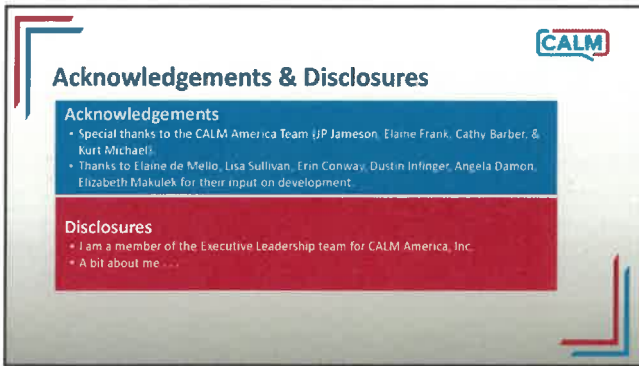 CALM
Acknowledgements & Disclosures
Acknowledgements
• Special thanks to the CALM America Team (JP Jameson, Elaine Frank, Cathy Barber, &
Kurt Michael).
• Thanks to Elaine de Mello, Lisa Sullivan, Erin Conway, Dustin Infinger, Angela Damon,
Elizabeth Makulek for their input on development.
Disclosures
• I am a member of the Executive Leadership team for CALM America, Inc.
• A bit about me . . .